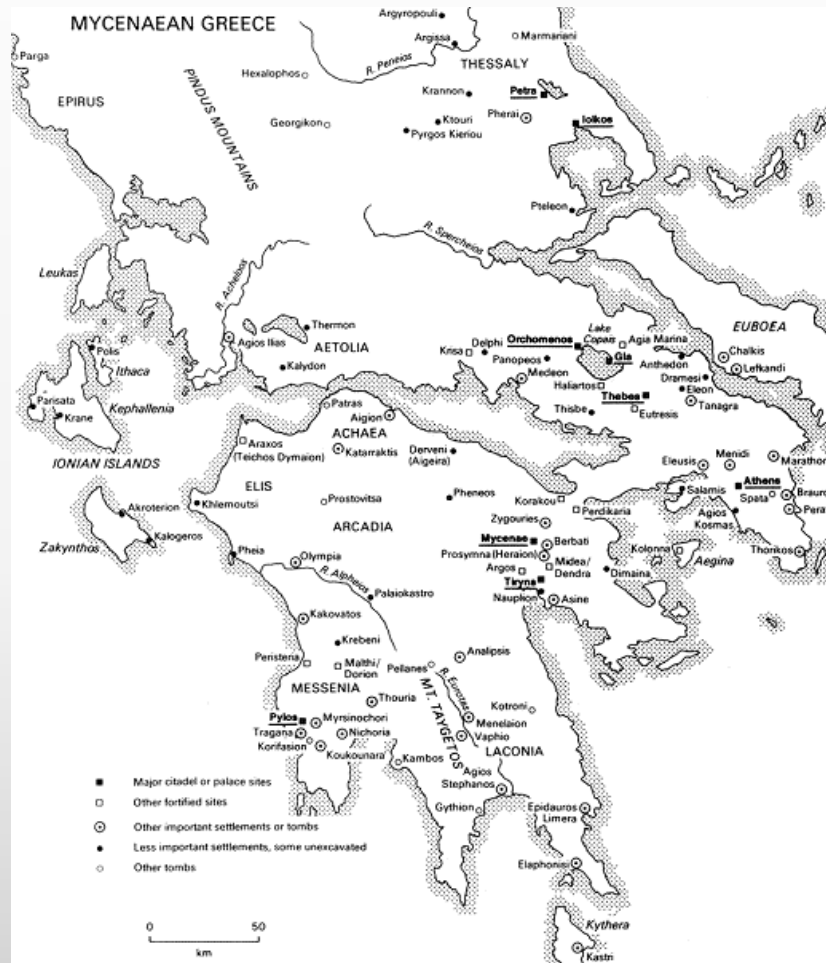 MYCENAEAN GREECE
Argyropouli
Argissa
Marmariani
Parga
R. Peneios
THESSALY
Hexalophos
PINDUS MOUNTAINS
Krannon
Petra
EPIRUS
Ktouri
Pherai
Iolkos
Georgikon
Pyrgos Kieriou
Pteleon
R. Spercheios
Leukas
R. Acheloos
Thermon
Agios Ilias
AETOLIA
Orchomenos
Lake
Copais
Agia Marina
EUBOEA
Krisa
Delphi
Panopeus
Gla
Anthedon
Chalkis
Polis
Ithaca
Kalydon
Medeon
Dramesi
Lefkandi
Haliartos
Eleon
Parisata
Kephallenia
Krane
Patras
Thisbe
Thebes
Eutresis
Tanagra
Aigion
ACHAEA
IONIAN ISLANDS
Araxos
(Teichos Dymaion)
Katarraktis
Derveni
(Aigeira)
Eleusis
Menidi
Marathon
ELIS
Athens
Salamis
Spata
Brauro
Akroterion
Khlemoutsi
Prostovitsa
Pheneos
Korakou
Perdikaria
Agios
Kosmas
Pera
ARCADIA
Zygouries
Zakynthos
Kalogeros
Mycenae
Berbati
Kolonna
Thorikos
Pheia
Olympia
Prosymna (Heraion)
Aegina
R. Alpheios
Argos
Midea/
Dendra
Tiryns
Dimaina
Palaiokastro
Nauplion
Asine
Kakovatos
Krebeni
Peristeria
Malthi/
Dorion
Pellanes
Analipsis
MESSENIA
R. Eurotas
Thouria
MT. TAYGETOS
Kotroni
Pylos
Myrsinochori
Menelaion
Tragana
Nichoria
Vaphio
Korifasion
LACONIA
Koukounara
Kambos
Agios
Stephanos
Major citadel or palace sites
Other fortified sites
Gythion
Epidauros
Limera
Other important settlements or tombs
Less important settlements, some unexcavated
Other tombs
Elaphonisi
0 50
km
Kythera
Kastri